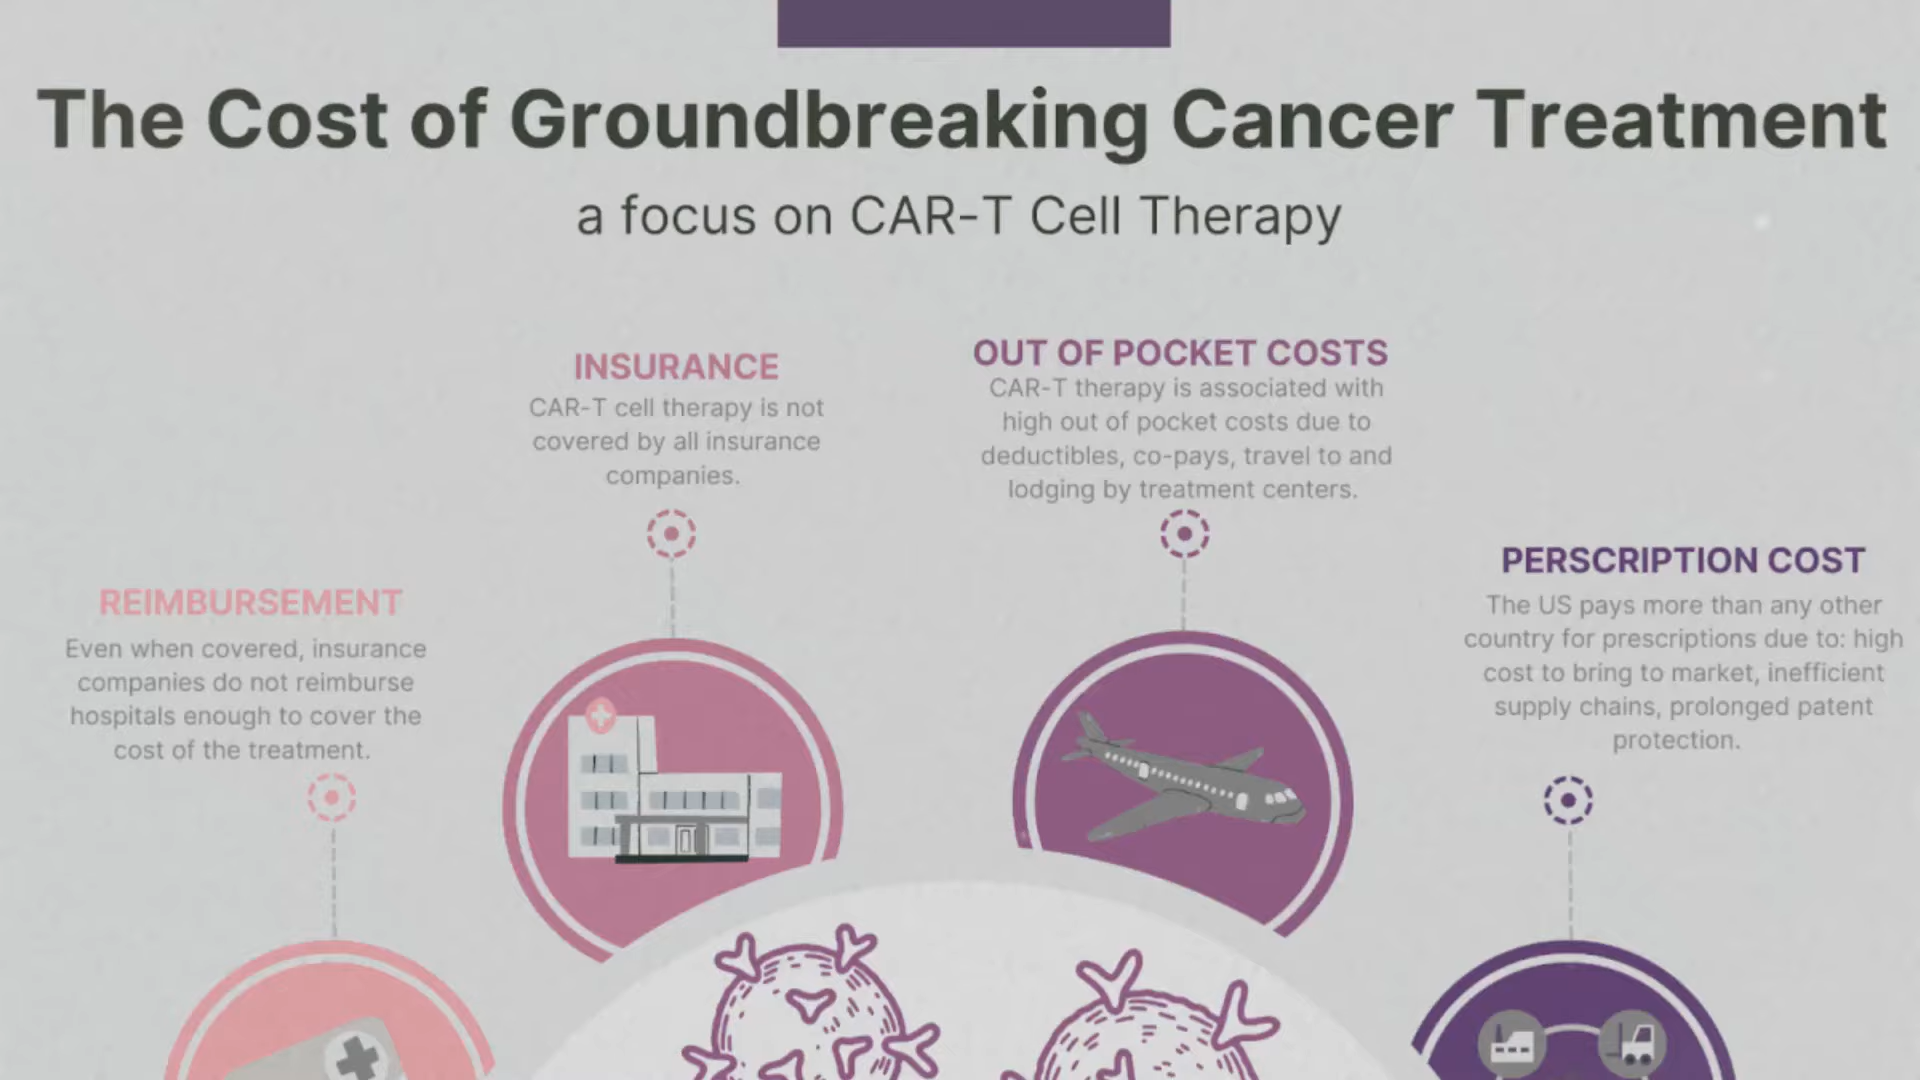 The Cost of Groundbreaking Cancer Treatment
a focus on CAR-T Cell Therapy
REIMBURSEMENT
Even when covered, insurance
companies do not reimburse
hospitals enough to cover the
cost of the treatment.
INSURANCE
CAR-T cell therapy is not
covered by all insurance
companies.
OUT OF POCKET COSTS
CAR-T therapy is associated with
high out of pocket costs due to
deductibles, co-pays, travel to and
lodging by treatment centers.
PERSCRIPTION COST
The US pays more than any other
country for prescriptions due to: high
cost to bring to market, inefficient
supply chains, prolonged patent
protection.